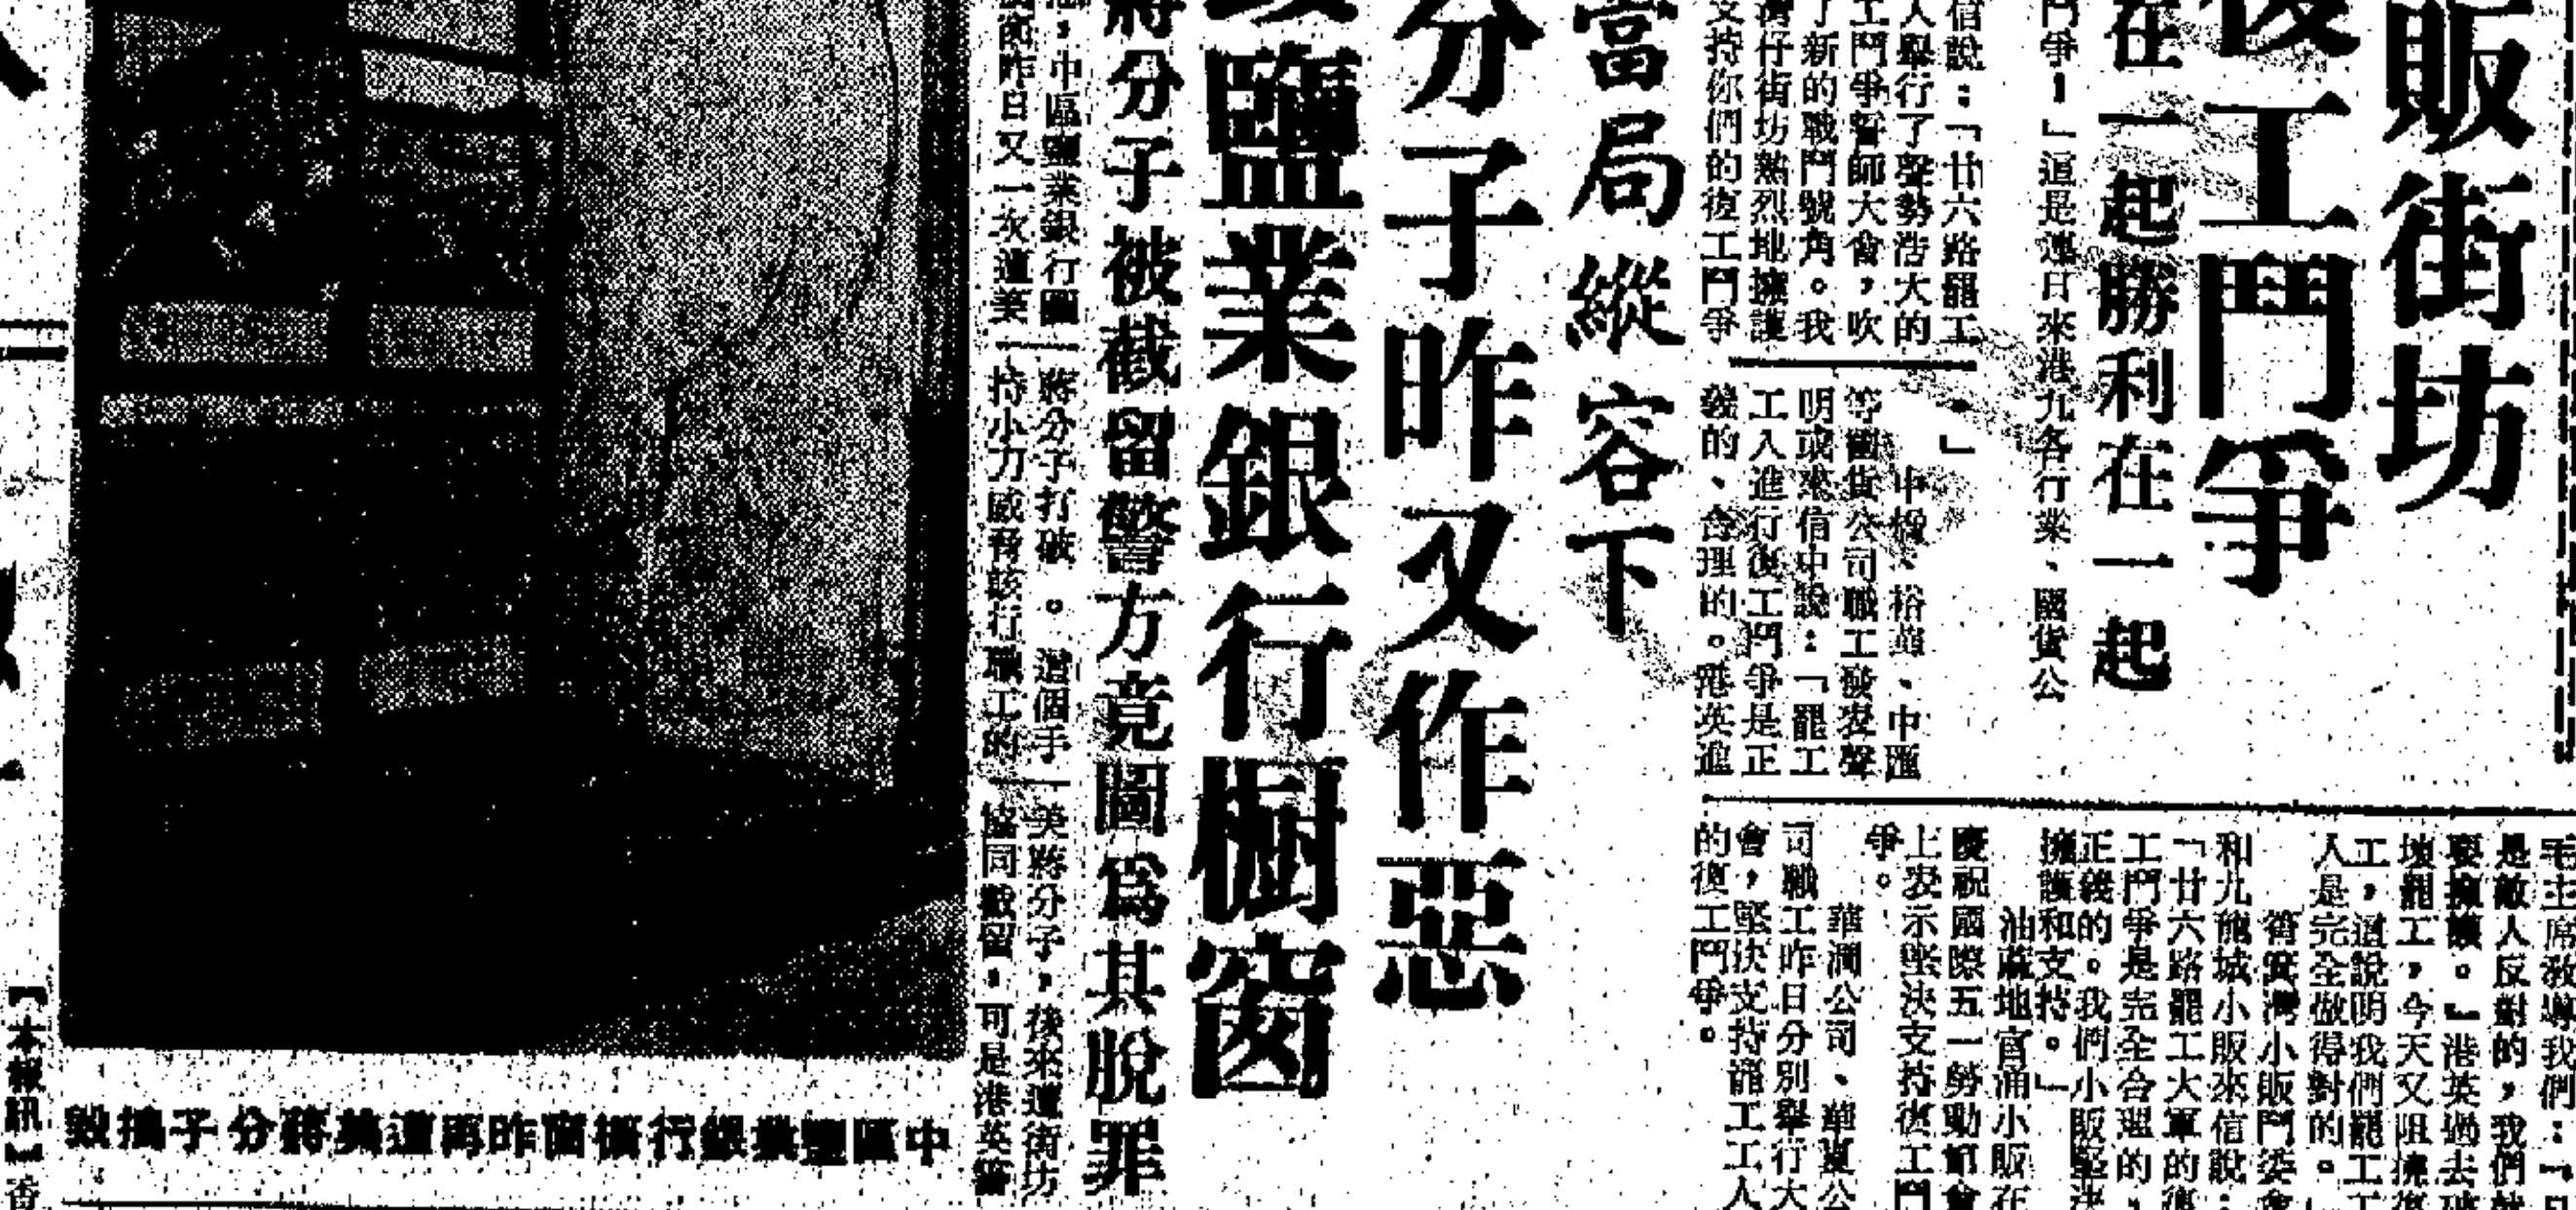 販街坊
工鬥爭
在一起勝利在一起
鬥爭！」這是連日來港九各行業、國貨公
信說：「廿六路罷工
人舉行了聲勢浩大的
工鬥爭誓師大會，吹
了新的戰鬥號角。我
灣仔街坊熱烈地擁護
支持你們的復工鬥爭
。」
中僑、裕華、中匯
等國貨公司職工發表聲
明或來信中說：「罷工
工人進行復工鬥爭是正
義的、合理的。港英進
毛主席教導我們：
是敵人反對的，我們就
要擁護。』港英過去
罷工，今天又阻撓復
工，這說明我們罷工工
人是完全做得對的。」
筲箕灣小販鬥委會
和九龍城小販來信說：
「廿六路罷工大軍的復
工鬥爭是完全合理的，
正義的。我們小販堅決
擁護和支持。」
油蔴地官涌小販在
慶祝國際五一勞動節會
上表示堅決支持復工鬥
爭。
華潤公司、華夏公
司職工昨日分別舉行大
會，堅決支持罷工工人
的復工鬥爭。
當局縱容下
分子昨又作惡
鹽業銀行櫥窗
蔣分子被截留警方竟圖爲其脫罪
，中區鹽業銀行圖
昨日又一次遭美
蔣分子打破。這個手
持小刀威脅該行職工的
美蔣分子，後來遭街坊
協同截留，可是港英警
中區鹽業銀行櫥窗昨再遭美蔣分子搗毀
【本報訊】香